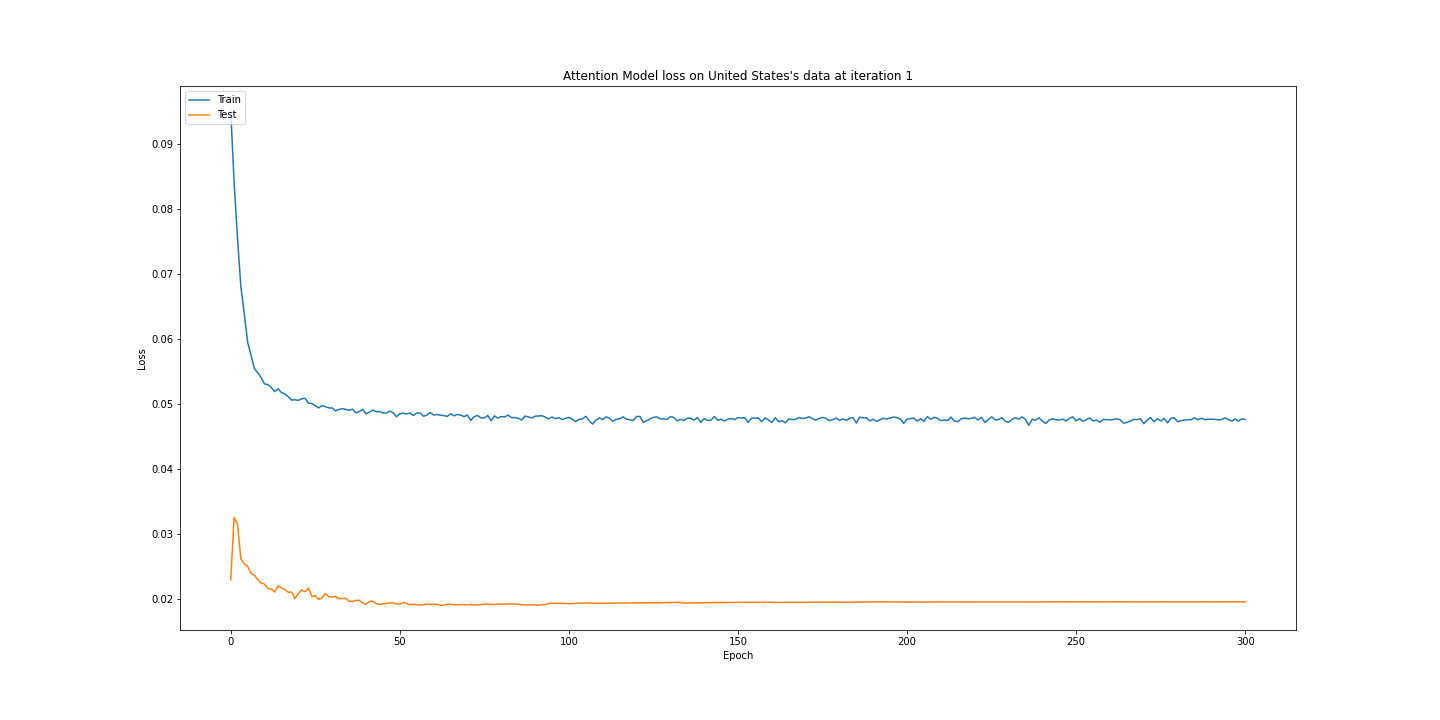 Attention Model loss on United States's data at iteration 1
Train
Test
0.09
0.08
0.07
0.06
0.05
0.04
0.03
0.02
Loss
0 50 100 150 200 250 300
Epoch